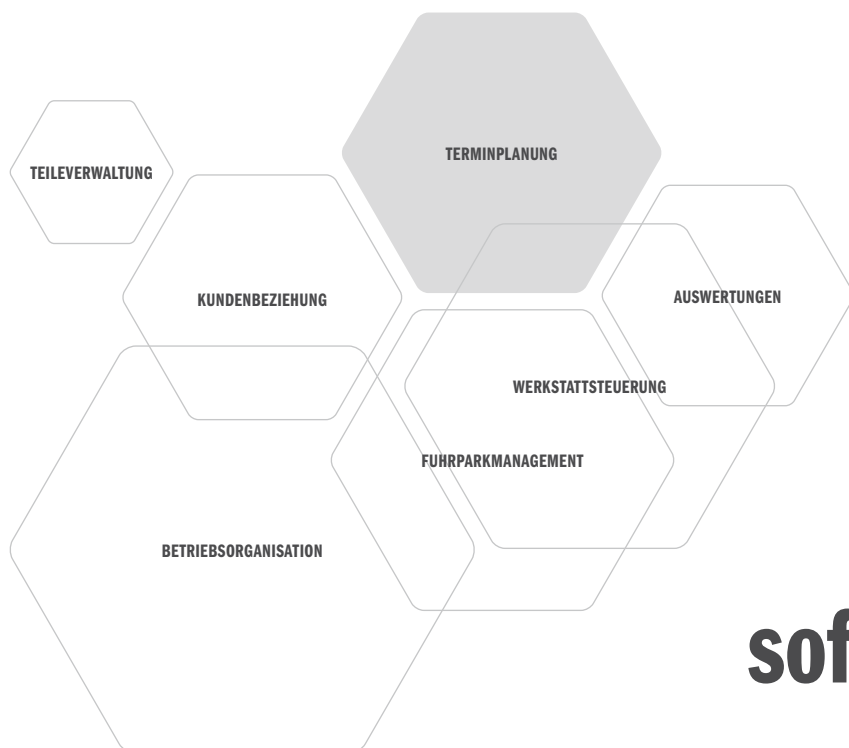 TERMINPLANUNG
TEILEVERWALTUNG
KUNDENBEZIEHUNG
AUSWERTUNGEN
WERKSTATTSTEUERUNG
FUHRPARKMANAGEMENT
BETRIEBSORGANISATION
sof